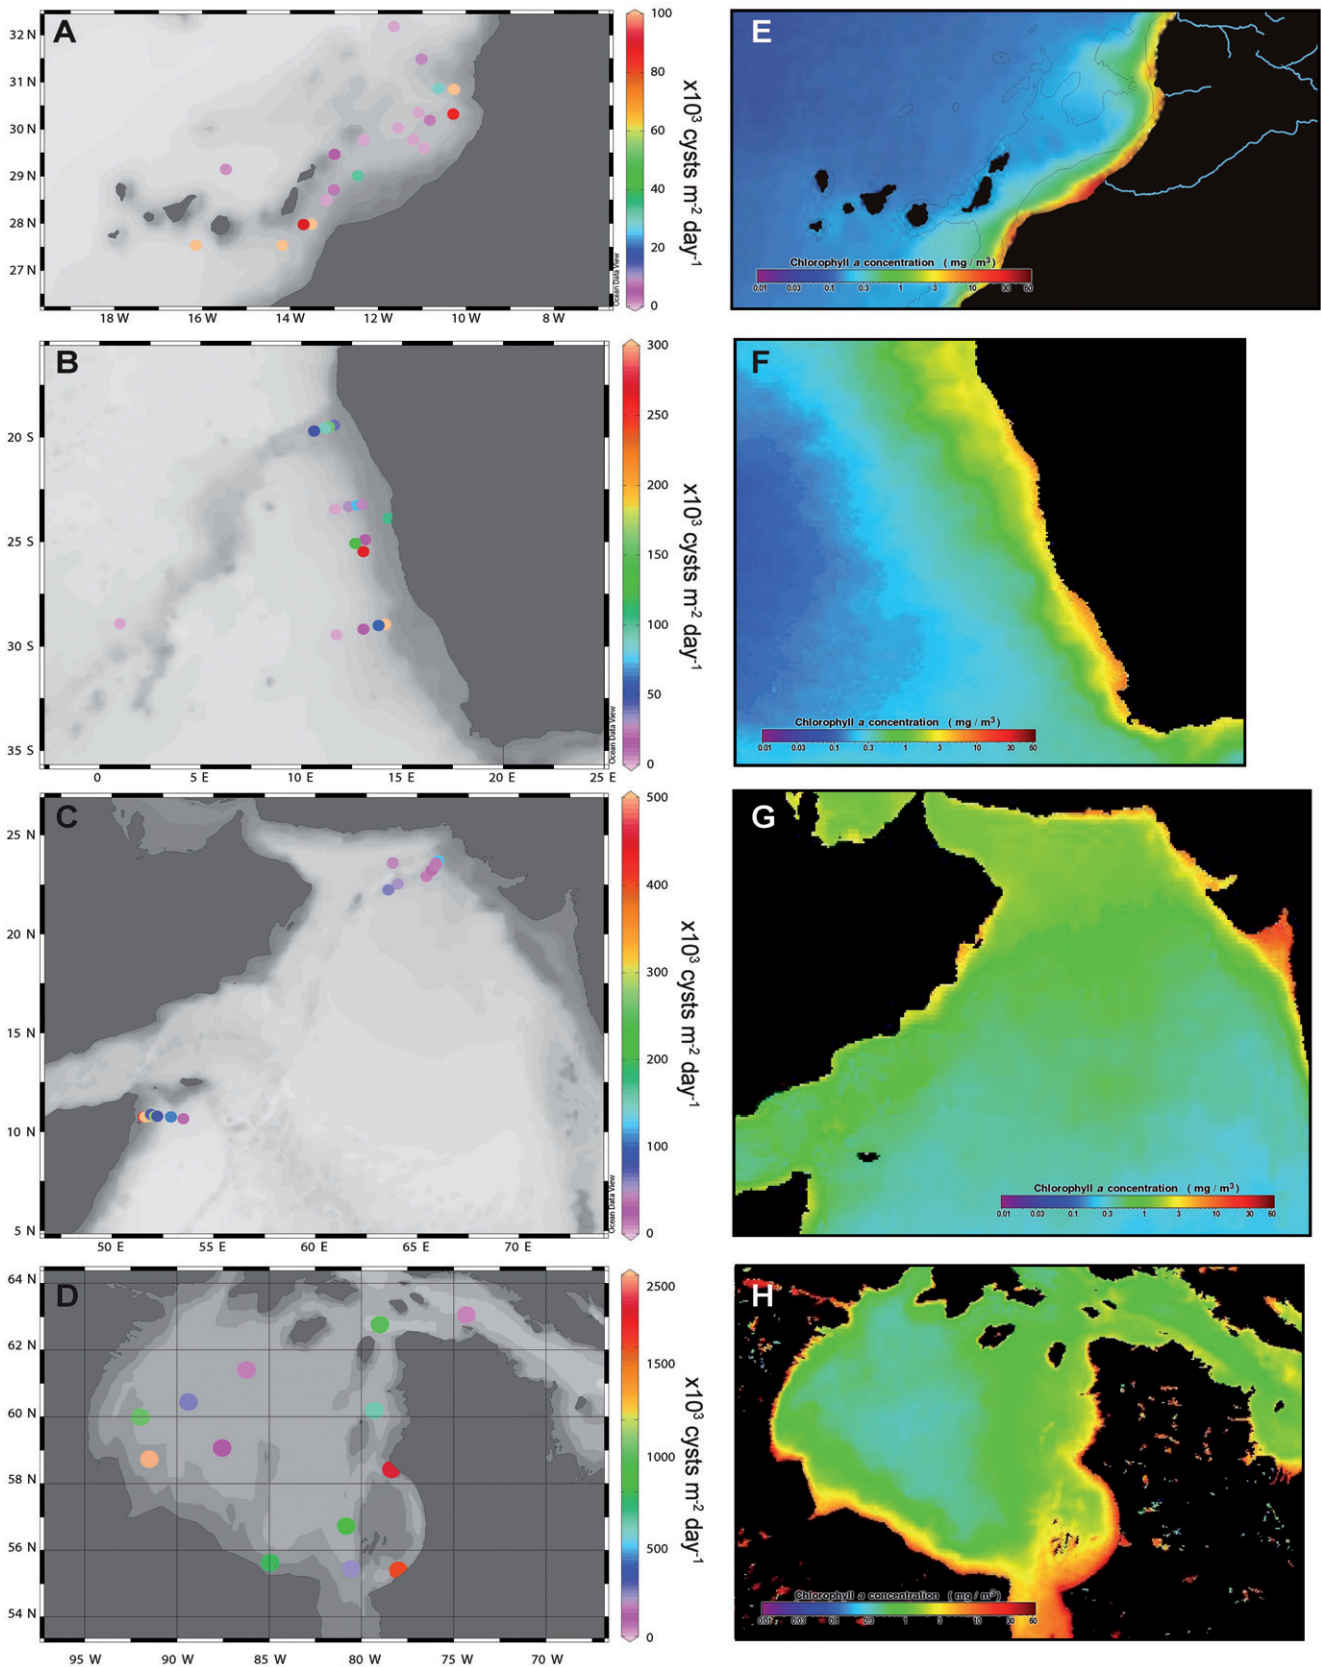 A
32 N
31 N
30 N
29 N
28 N
27 N
18 W 16 W 14 W 12 W 10 W 8 W
Ocean Data View
100
80
60
40
20
0
x10³ cysts m⁻² day⁻¹
E
Chlorophyll a concentration ( mg / m³)
0.01 0.03 0.1 0.3 1 3 10 30 60
B
20 S
25 S
30 S
35 S
0 5 E 10 E 15 E 20 E 25 E
Ocean Data View
300
250
200
150
100
50
0
x10³ cysts m⁻² day⁻¹
F
Chlorophyll a concentration ( mg / m³)
0.01 0.03 0.1 0.3 1 3 10 30 60
C
25 N
20 N
15 N
10 N
5 N
50 E 55 E 60 E 65 E 70 E
Ocean Data View
500
400
300
200
100
0
x10³ cysts m⁻² day⁻¹
G
Chlorophyll a concentration ( mg / m³)
0.01 0.03 0.1 0.3 1 3 10 30 60
D
64 N
62 N
60 N
58 N
56 N
54 N
95 W 90 W 85 W 80 W 75 W 70 W
2500
1500
1000
500
0
x10³ cysts m⁻² day⁻¹
H
Chlorophyll a concentration ( mg / m³)
0.01 0.03 0.1 0.3 1 3 10 30 60